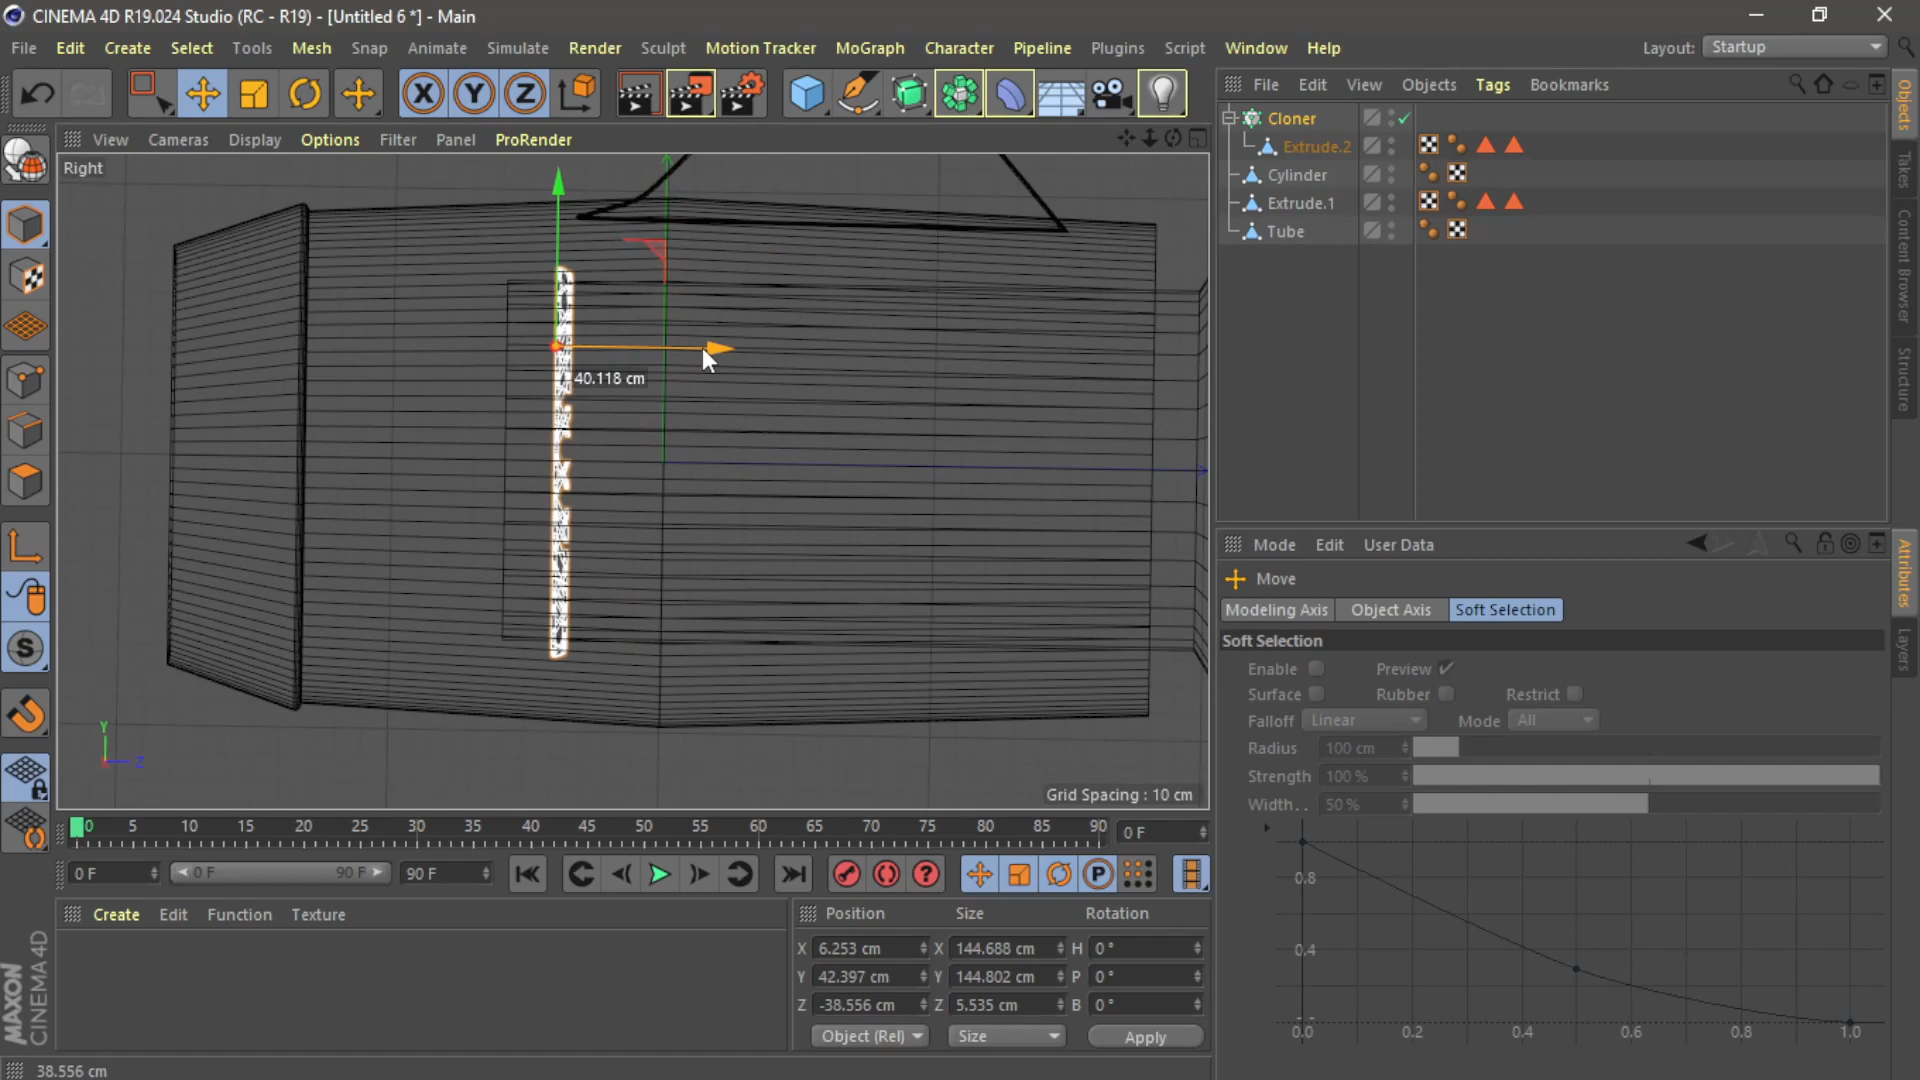 CINEMA 4D R19.024 Studio (RC - R19) - [Untitled 6 *] - Main
File Edit Create Select Tools Mesh Snap Animate Simulate Render Sculpt Motion Tracker MoGraph Character Pipeline Plugins Script Window Help
Layout: Startup
X Y Z
File Edit View Objects Tags Bookmarks
Objects
Takes
Content Browser
Structure
View Cameras Display Options Filter Panel ProRender
Right
Cloner
Extrude.2
Cylinder
Extrude.1
Tube
40.118 cm
Y
X Z
Grid Spacing : 10 cm
S
Mode Edit User Data
Attributes
Layers
Move
Modeling Axis Object Axis Soft Selection
Soft Selection
Enable Preview
Surface Rubber Restrict
Falloff Linear Mode All
Radius 100 cm
Strength 100 %
Width. . 50 %
0.8
0.4
0.0 0.2 0.4 0.6 0.8 1.0
0 5 10 15 20 25 30 35 40 45 50 55 60 65 70 75 80 85 90 0 F
0 F 0 F 90 F 90 F ? P
Create Edit Function Texture
Position Size Rotation
X 6.253 cm X 144.688 cm H 0 °
Y 42.397 cm Y 144.802 cm P 0 °
Z -38.556 cm Z 5.535 cm B 0 °
Object (Rel) Size Apply
MAXON
CINEMA 4D
38.556 cm